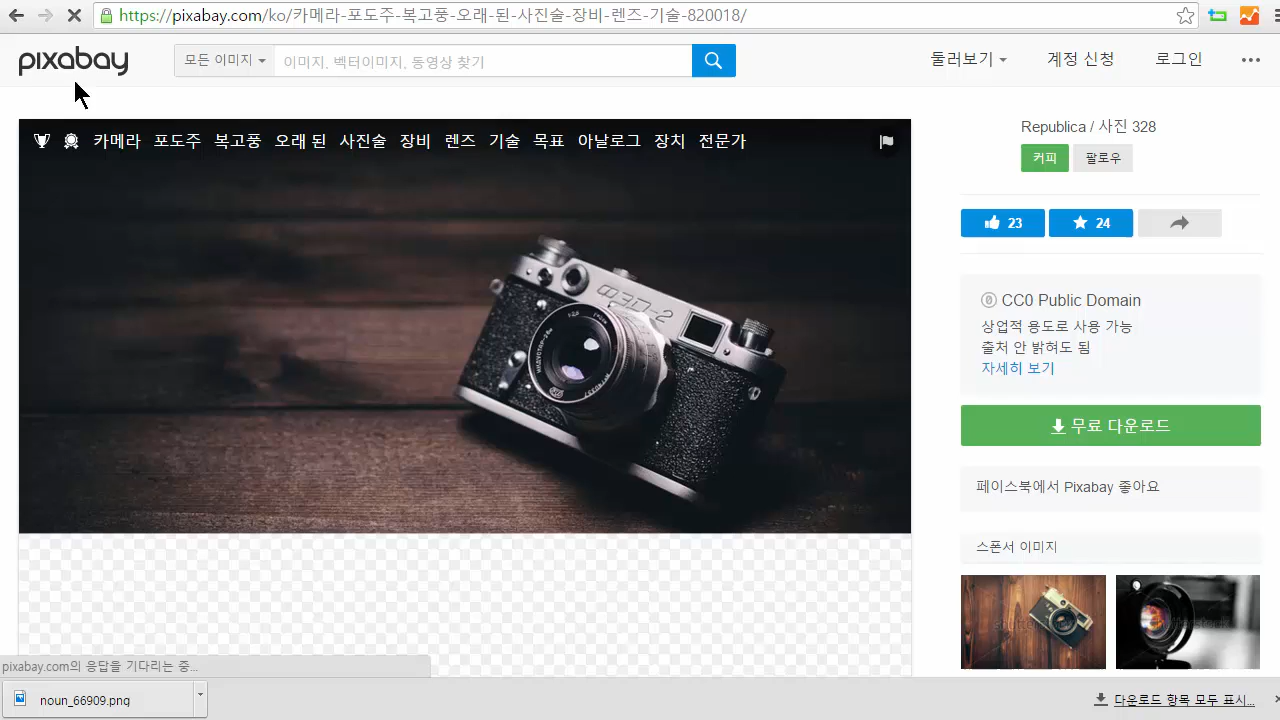 https://pixabay.com/ko/카메라-포도주-복고풍-오래-된-사진술-장비-렌즈-기술-820018/
pixabay
모든 이미지
이미지, 벡터이미지, 동영상 찾기
둘러보기
계정 신청
로그인
카메라 포도주 복고풍 오래 된 사진술 장비 렌즈 기술 목표 아날로그 장치 전문가
Republica / 사진 328
커피
팔로우
23
24
CC0 Public Domain
상업적 용도로 사용 가능
출처 안 밝혀도 됨
자세히 보기
무료 다운로드
페이스북에서 Pixabay 좋아요
스폰서 이미지
ФЭД-2
pixabay.com의 응답을 기다리는 중...
noun_66909.png
다운로드 항목 모두 표시...